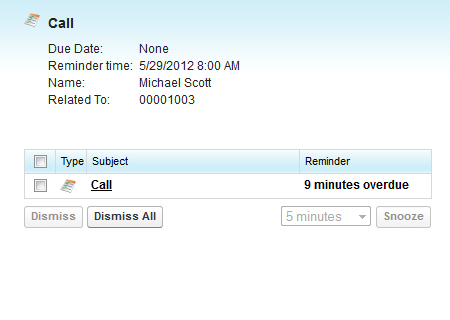 Call
Due Date: None
Reminder time: 5/29/2012 8:00 AM
Name: Michael Scott
Related To: 00001003
Type Subject Reminder
Call 9 minutes overdue
Dismiss Dismiss All 5 minutes Snooze